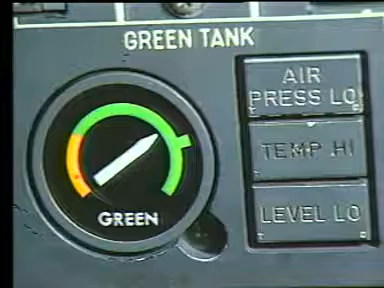 GREEN TANK
AIR
PRESS LO
TEMP HI
LEVEL LO
GREEN